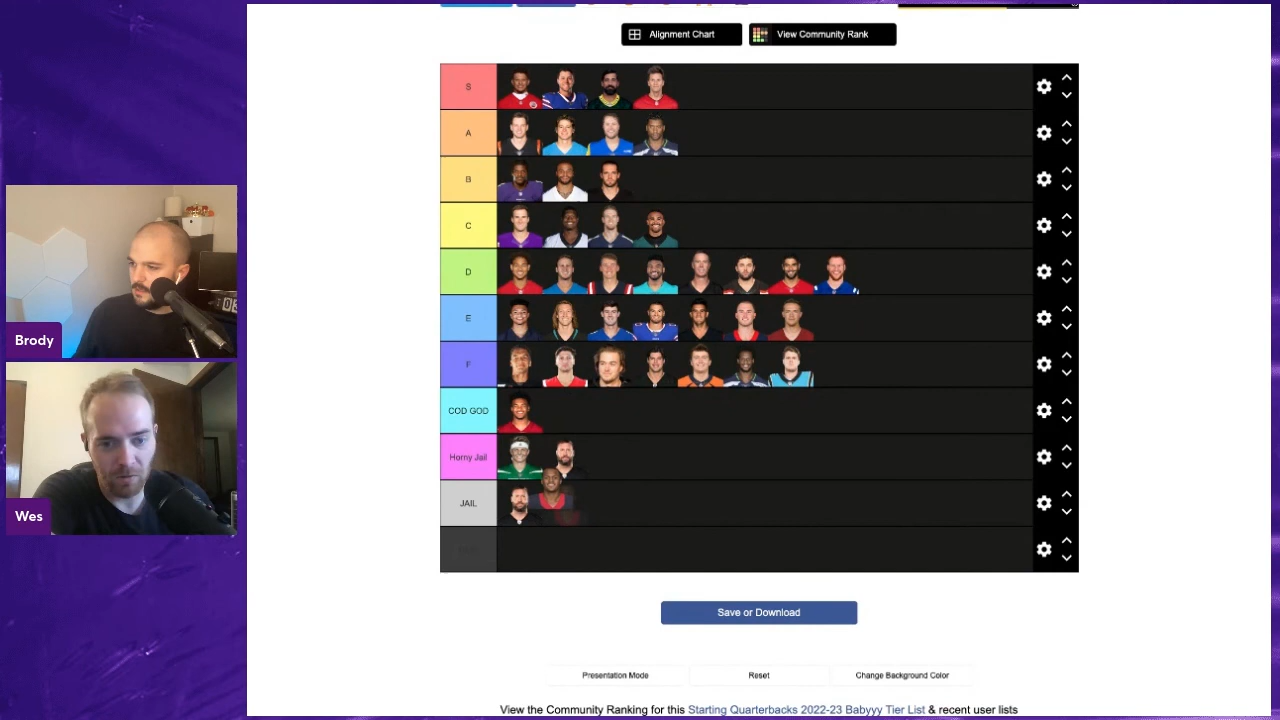 Alignment Chart
View Community Rank
S
A
B
C
D
E
F
COD GOD
Horny Jail
JAIL
Brody
Wes
Save or Download
Presentation Mode
Reset
Change Background Color
View the Community Ranking for this Starting Quarterbacks 2022-23 Babyyy Tier List & recent user lists